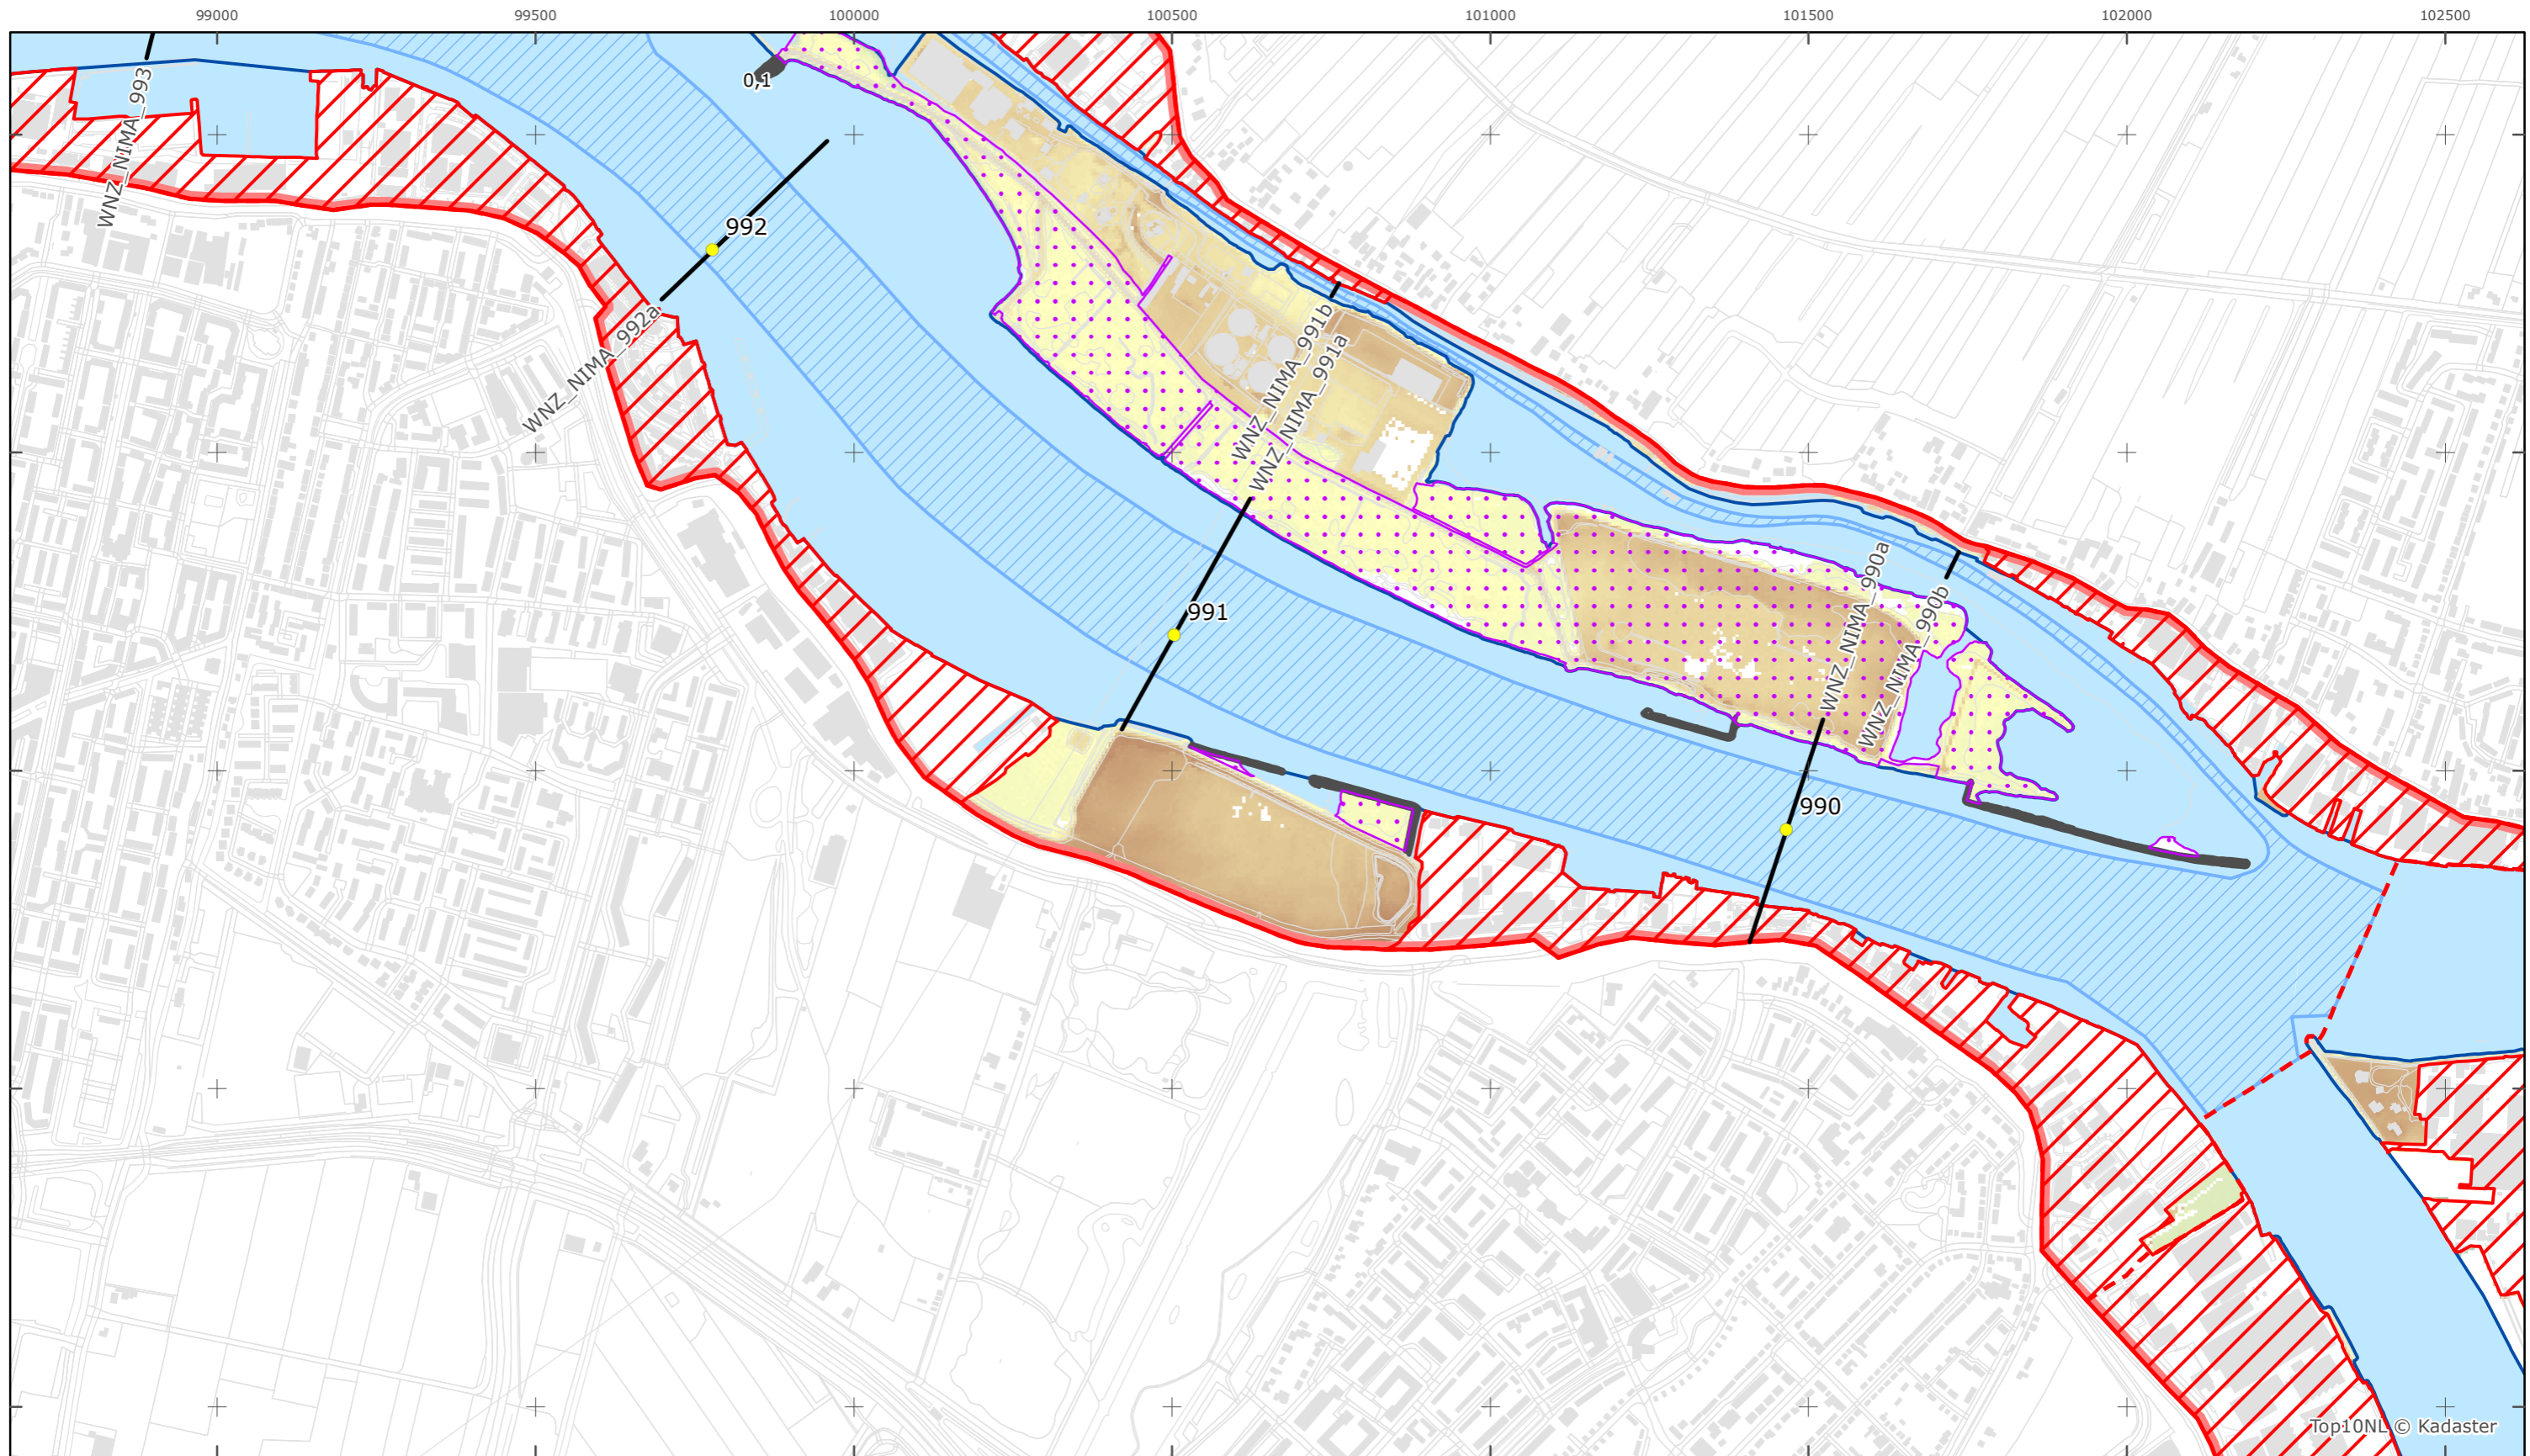 99000 99500 100000 100500 101000 101500 102000 102500
0,1
WNZ_NIMA_993
992
WNZ_NIMA_992a
WNZ_NIMA_991b
WNZ_NIMA_991a
991
WNZ_NIMA_990a
WNZ_NIMA_990b
990
Top10NL © Kadaster